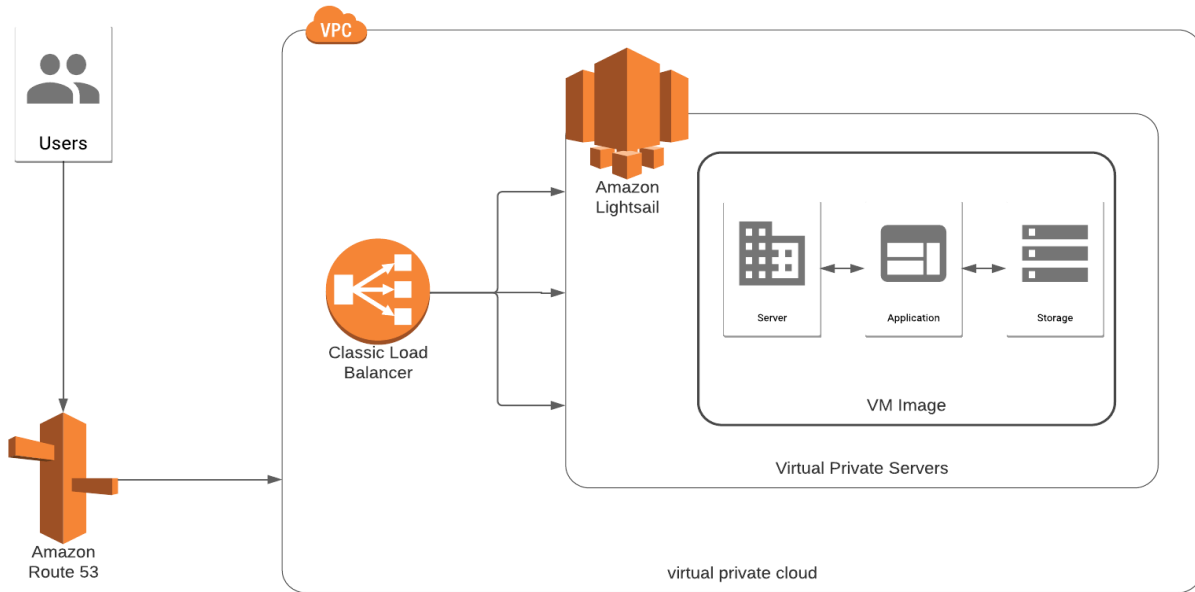 VPC
Users
Amazon
Lightsail
Server
Application
Storage
Classic Load
Balancer
VM Image
Virtual Private Servers
Amazon
Route 53
virtual private cloud